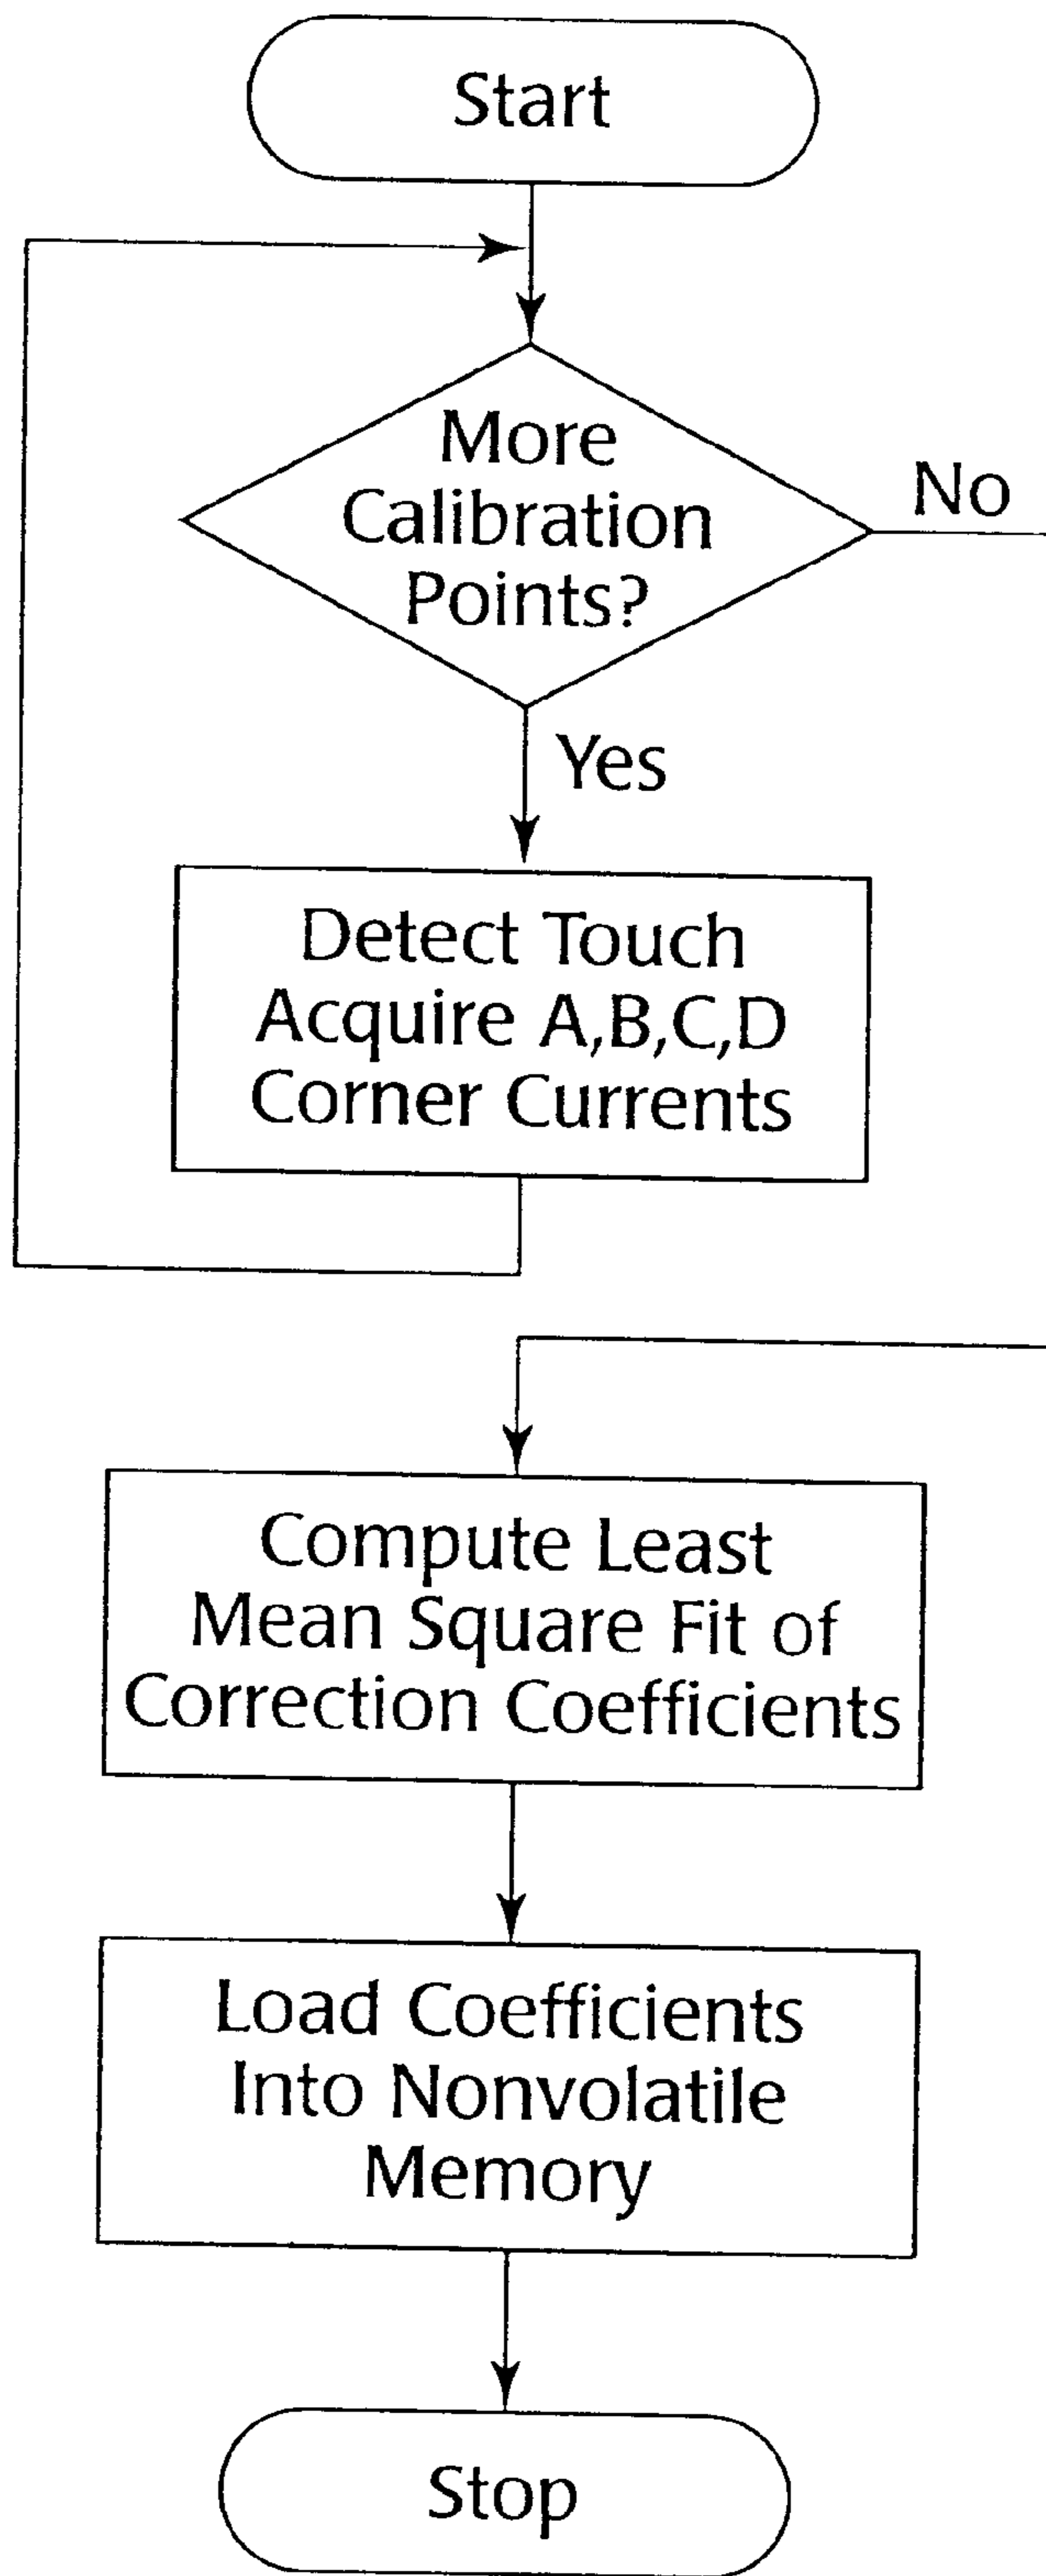 Start
More
Calibration
Points?
No
Yes
Detect Touch
Acquire A,B,C,D
Corner Currents
Compute Least
Mean Square Fit of
Correction Coefficients
Load Coefficients
Into Nonvolatile
Memory
Stop